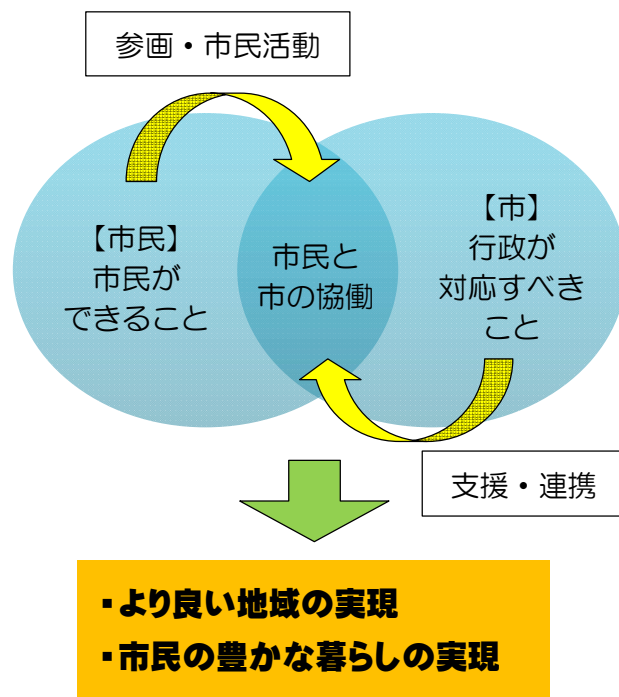 参画・市民活動
【市民】
市民が
できること
市民と
市の協働
【市】
行政が
対応すべき
こと
支援・連携
▪より良い地域の実現
▪市民の豊かな暮らしの実現